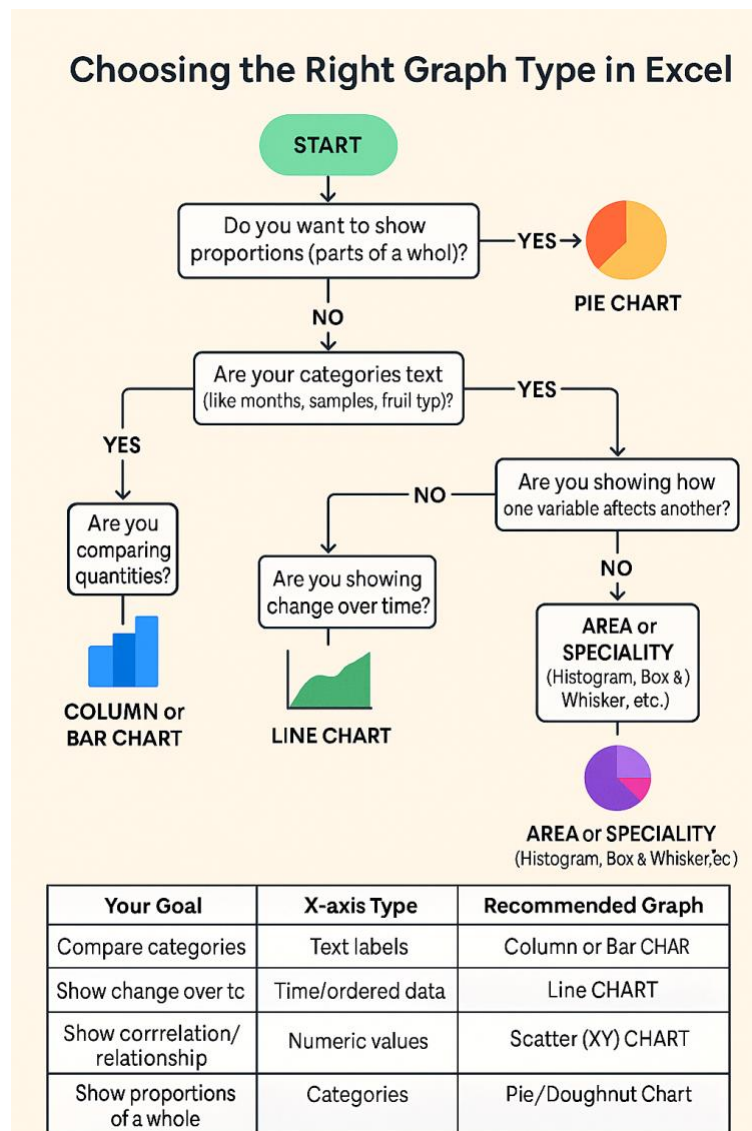 Choosing the Right Graph Type in Excel
START
Do you want to show
proportions (parts of a whol)?
YES
PIE CHART
NO
Are your categories text
(like months, samples, fruil typ)?
YES
YES
Are you
comparing
quantities?
COLUMN or
BAR CHART
NO
Are you showing how
one variable aftects another?
Are you showing
change over time?
LINE CHART
NO
AREA or
SPECIALITY
(Histogram, Box &)
Whisker, etc.)
AREA or SPECIALITY
(Histogram, Box & Whisker,ec)
Your Goal X-axis Type Recommended Graph
Compare categories Text labels Column or Bar CHAR
Show change over tc Time/ordered data Line CHART
Show corrrelation/
relationship Numeric values Scatter (XY) CHART
Show proportions
of a whole Categories Pie/Doughnut Chart